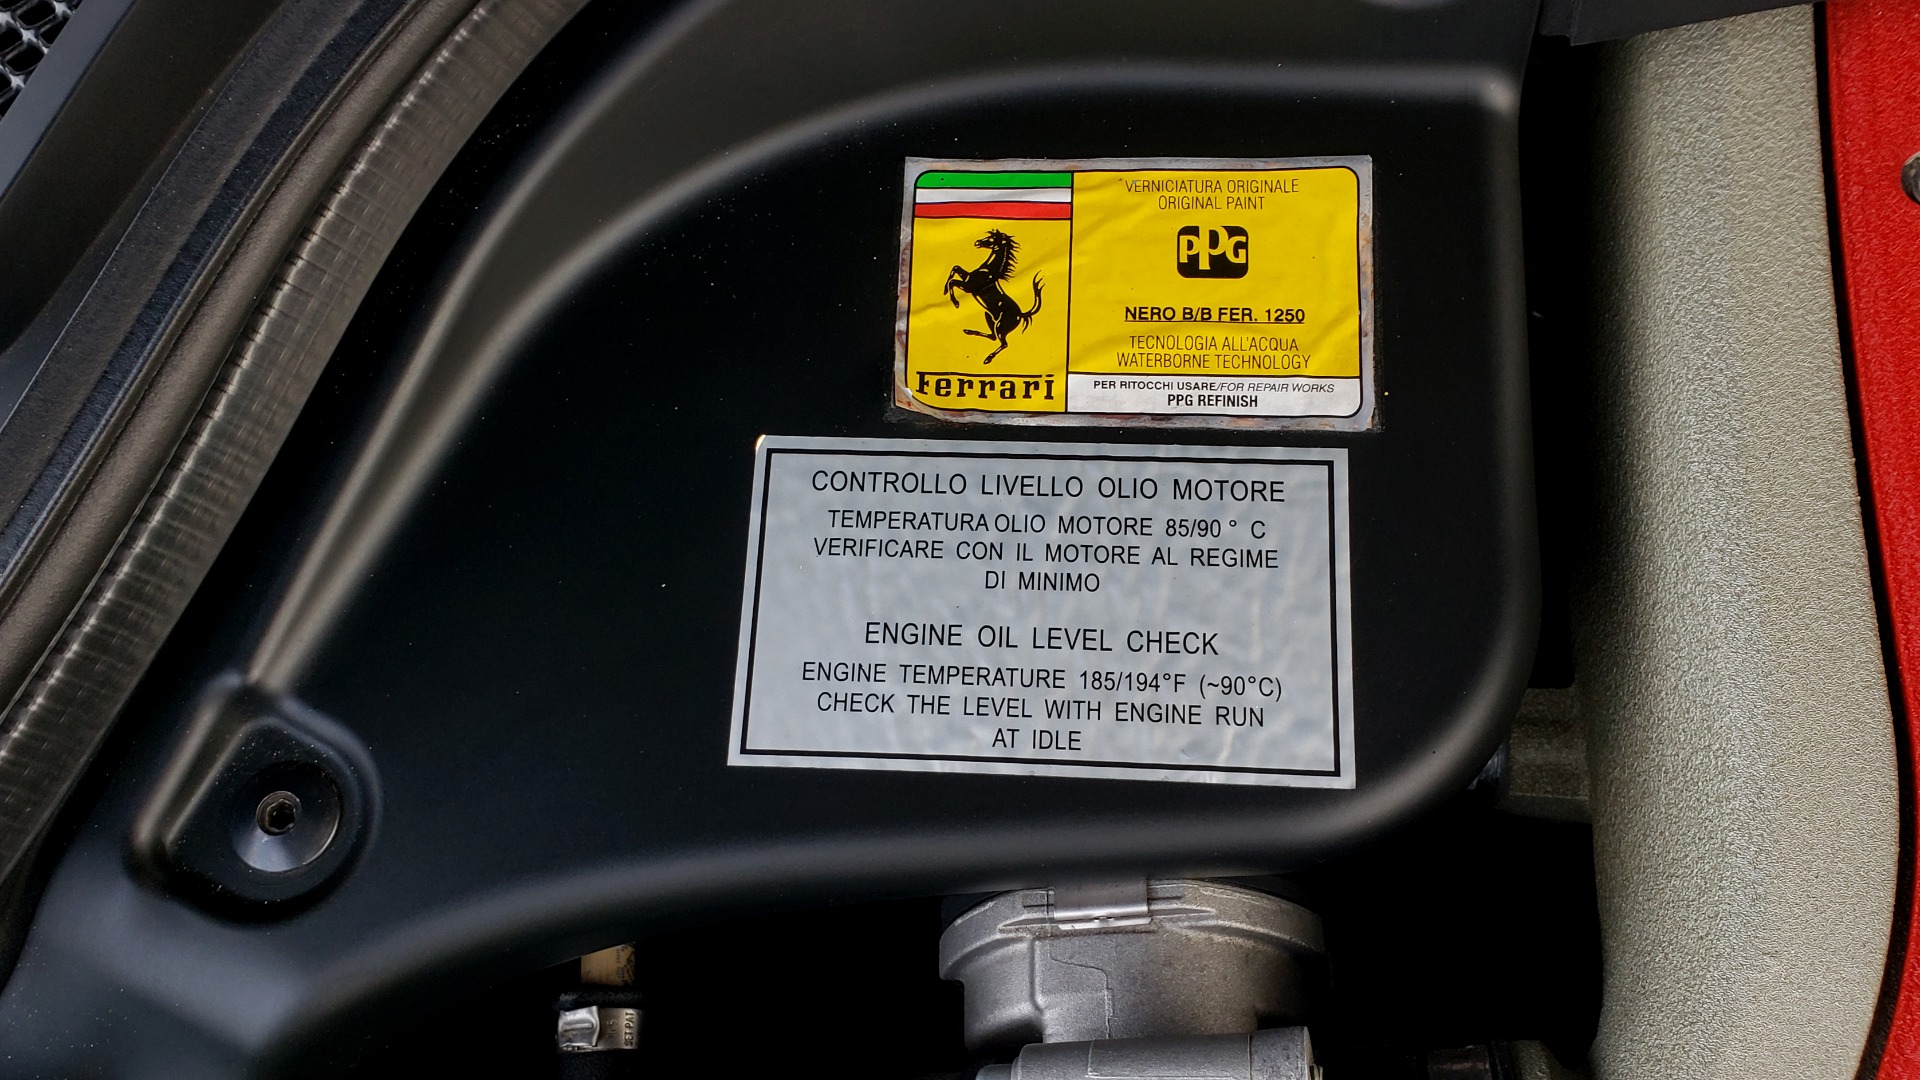 VERNICIATURA ORIGINALE
ORIGINAL PAINT
PPG
NERO B/B FER. 1250
TECNOLOGIA ALL'ACQUA
WATERBORNE TECHNOLOGY
PER RITOCCHI USARE/FOR REPAIR WORKS
PPG REFINISH
Ferrari
CONTROLLO LIVELLO OLIO MOTORE
TEMPERATURA OLIO MOTORE 85/90 ° C
VERIFICARE CON IL MOTORE AL REGIME
DI MINIMO
ENGINE OIL LEVEL CHECK
ENGINE TEMPERATURE 185/194°F (~90°C)
CHECK THE LEVEL WITH ENGINE RUN
AT IDLE